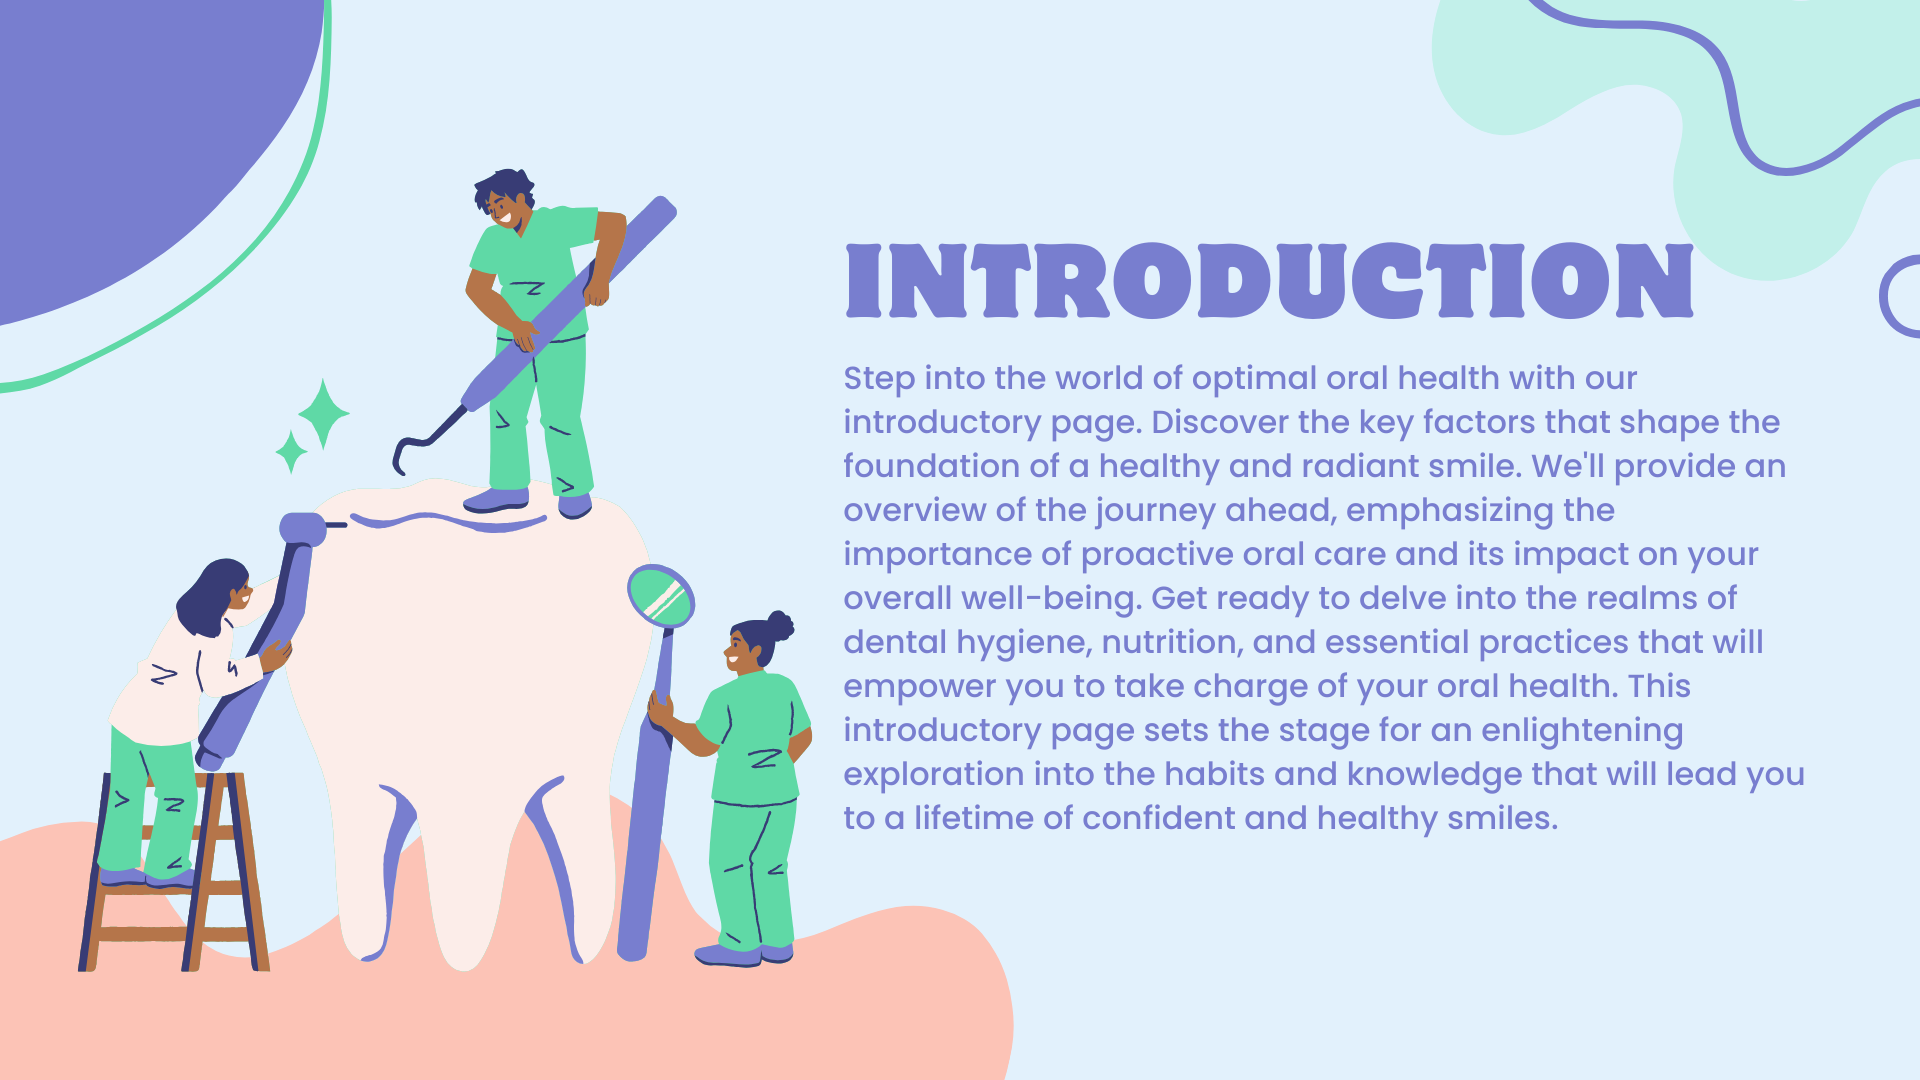 INTRODUCTION
Step into the world of optimal oral health with our
introductory page. Discover the key factors that shape the
foundation of a healthy and radiant smile. We'll provide an
overview of the journey ahead, emphasizing the
importance of proactive oral care and its impact on your
overall well-being. Get ready to delve into the realms of
dental hygiene, nutrition, and essential practices that will
empower you to take charge of your oral health. This
introductory page sets the stage for an enlightening
exploration into the habits and knowledge that will lead you
to a lifetime of confident and healthy smiles.